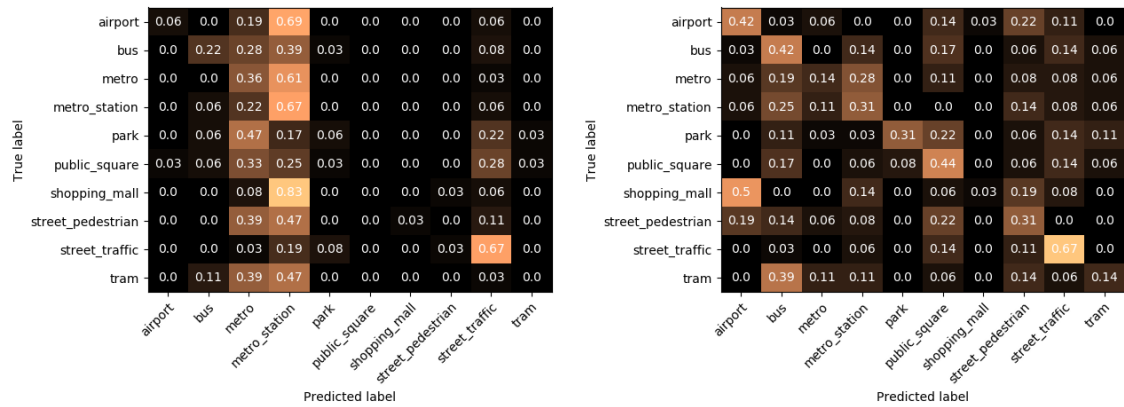 airport 0.06 0.0 0.19 0.69 0.0 0.0 0.0 0.0 0.06 0.0
bus 0.0 0.22 0.28 0.39 0.03 0.0 0.0 0.0 0.08 0.0
metro 0.0 0.0 0.36 0.61 0.0 0.0 0.0 0.0 0.03 0.0
metro_station 0.0 0.06 0.22 0.67 0.0 0.0 0.0 0.0 0.06 0.0
park 0.0 0.06 0.47 0.17 0.06 0.0 0.0 0.0 0.22 0.03
public_square 0.03 0.06 0.33 0.25 0.03 0.0 0.0 0.0 0.28 0.03
shopping_mall 0.0 0.0 0.08 0.83 0.0 0.0 0.0 0.03 0.06 0.0
street_pedestrian 0.0 0.0 0.39 0.47 0.0 0.0 0.03 0.0 0.11 0.0
street_traffic 0.0 0.0 0.03 0.19 0.08 0.0 0.0 0.03 0.67 0.0
tram 0.0 0.11 0.39 0.47 0.0 0.0 0.0 0.0 0.03 0.0
True label
airport bus metro metro_station park public_square shopping_mall street_pedestrian street_traffic tram
Predicted label
airport 0.42 0.03 0.06 0.0 0.0 0.14 0.03 0.22 0.11 0.0
bus 0.03 0.42 0.0 0.14 0.0 0.17 0.0 0.06 0.14 0.06
metro 0.06 0.19 0.14 0.28 0.0 0.11 0.0 0.08 0.08 0.06
metro_station 0.06 0.25 0.11 0.31 0.0 0.0 0.0 0.14 0.08 0.06
park 0.0 0.11 0.03 0.03 0.31 0.22 0.0 0.06 0.14 0.11
public_square 0.0 0.17 0.0 0.06 0.08 0.44 0.0 0.06 0.14 0.06
shopping_mall 0.5 0.0 0.0 0.14 0.0 0.06 0.03 0.19 0.08 0.0
street_pedestrian 0.19 0.14 0.06 0.08 0.0 0.22 0.0 0.31 0.0 0.0
street_traffic 0.0 0.03 0.0 0.06 0.0 0.14 0.0 0.11 0.67 0.0
tram 0.0 0.39 0.11 0.11 0.0 0.06 0.0 0.14 0.06 0.14
True label
airport bus metro metro_station park public_square shopping_mall street_pedestrian street_traffic tram
Predicted label